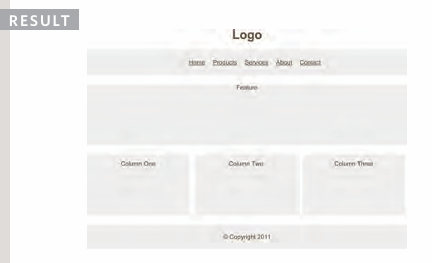 RESULT
Logo
Home Products Services About Contact
Feature
Column One Column Two Column Three
© Copyright 2011